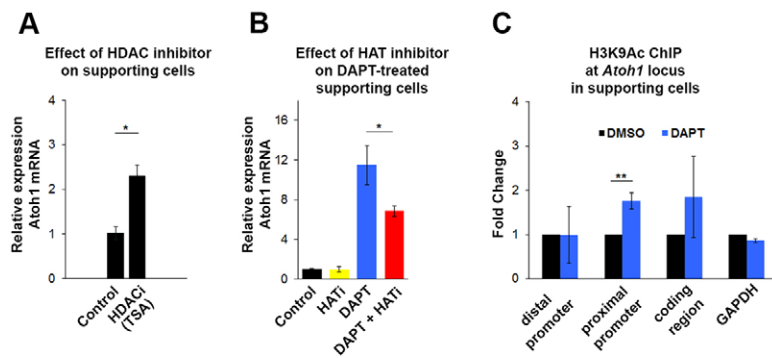 A
Effect of HDAC inhibitor
on supporting cells
Relative expression
Atoh1 mRNA
4
3
2
1
0
*
Control
HDACi
(TSA)
B
Effect of HAT inhibitor
on DAPT-treated
supporting cells
Relative expression
Atoh1 mRNA
16
12
8
4
0
*
Control
HATi
DAPT
DAPT + HATi
C
H3K9Ac ChIP
at Atoh1 locus
in supporting cells
Fold Change
4
3
2
1
0
DMSO DAPT
**
distal
promoter
proximal
promoter
coding
region
GAPDH